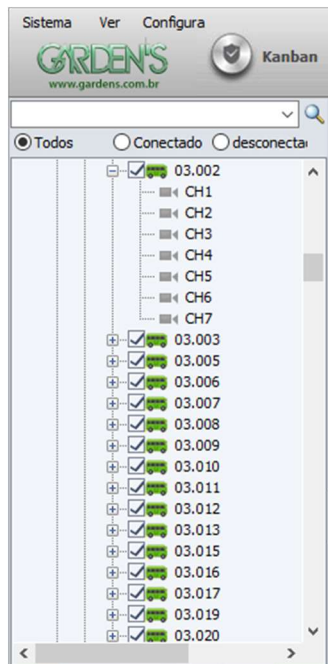 Sistema Ver Configura
GARDEN'S
www.gardens.com.br
Kanban
Todos Conectado desconecta
03.002
CH1
CH2
CH3
CH4
CH5
CH6
CH7
03.003
03.005
03.006
03.007
03.008
03.009
03.010
03.011
03.012
03.013
03.015
03.016
03.017
03.019
03.020